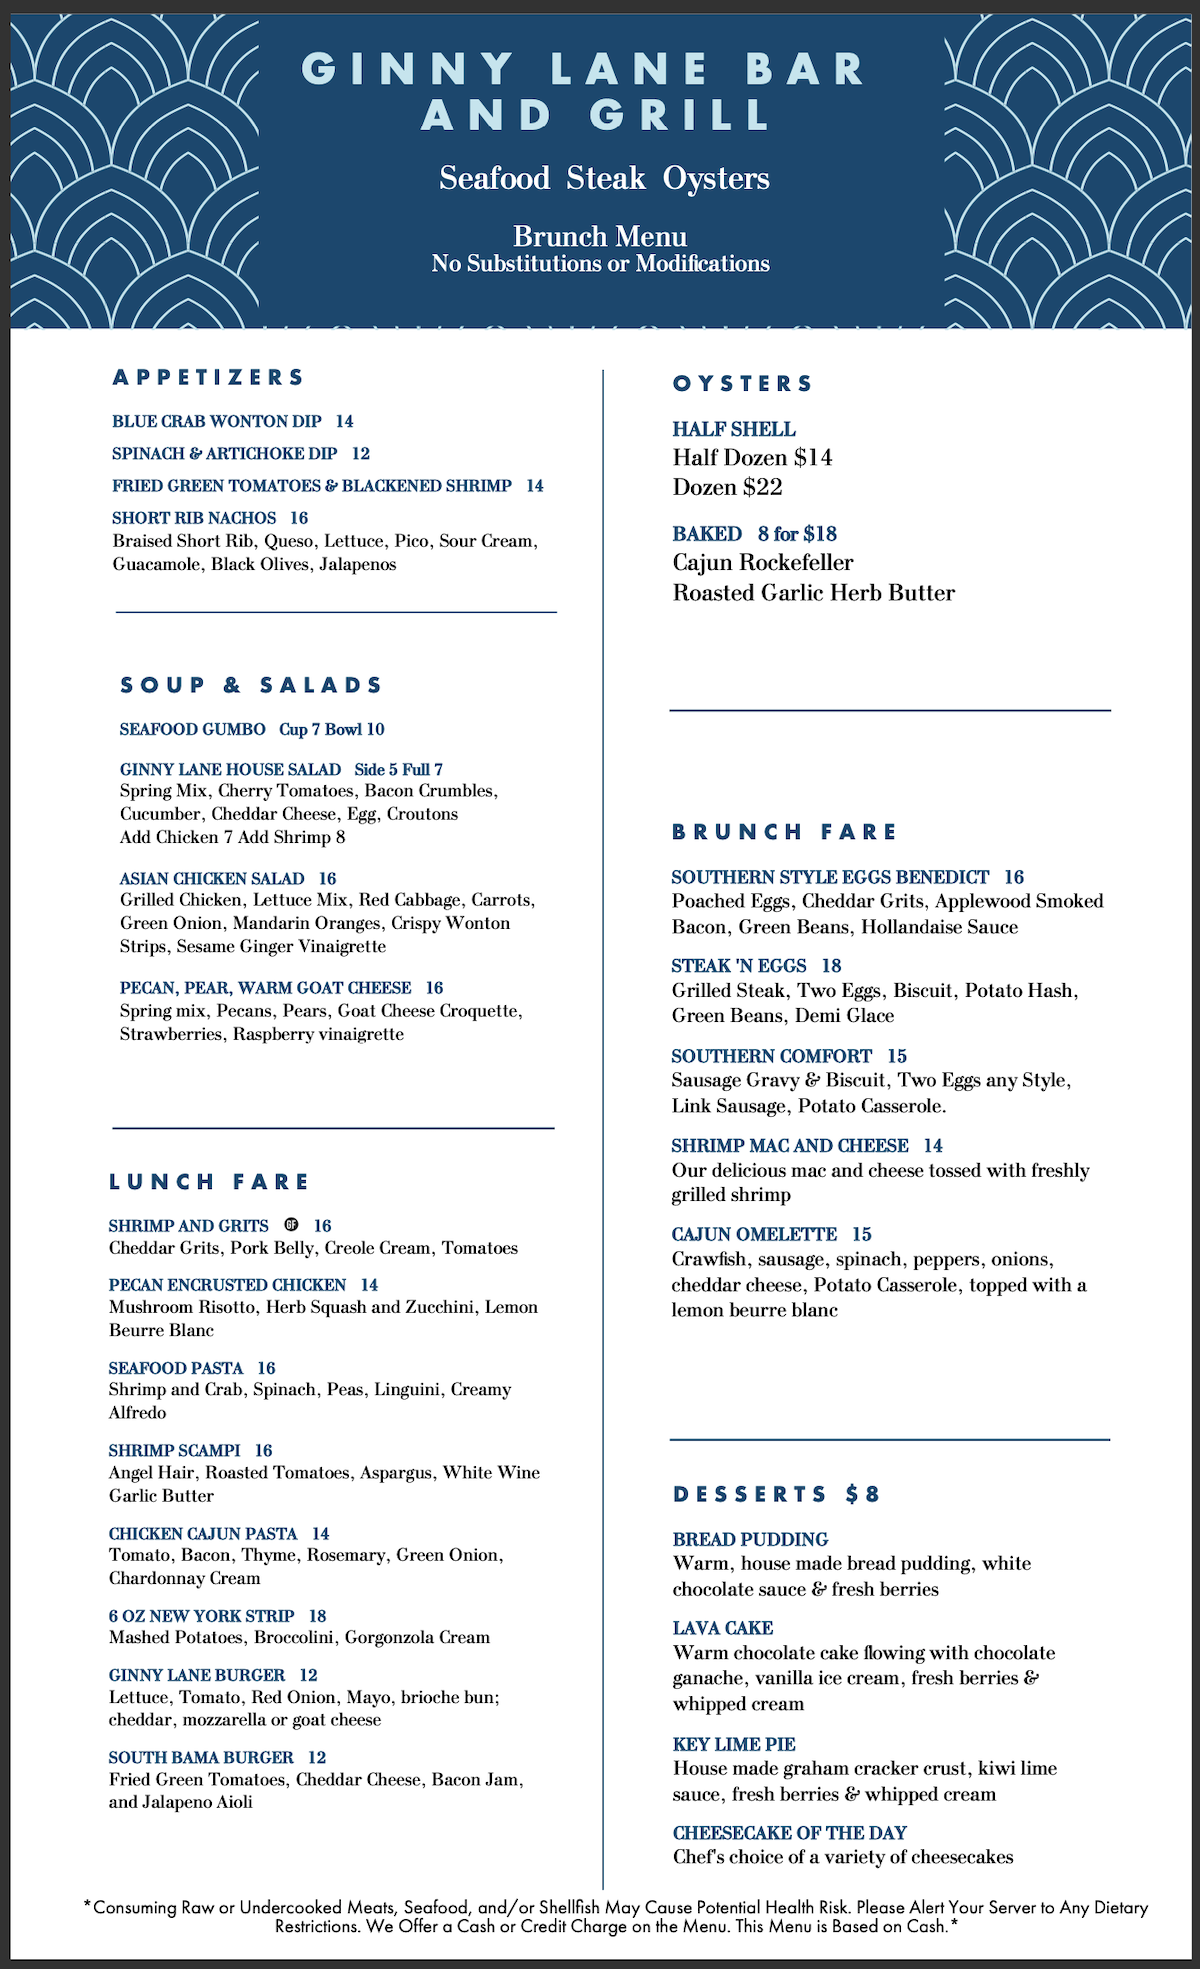 GINNY LANE BAR
AND GRILL
Seafood Steak Oysters
Brunch Menu
No Substitutions or Modifications
APPETIZERS
BLUE CRAB WONTON DIP 14
SPINACH & ARTICHOKE DIP 12
FRIED GREEN TOMATOES & BLACKENED SHRIMP 14
SHORT RIB NACHOS 16
Braised Short Rib, Queso, Lettuce, Pico, Sour Cream,
Guacamole, Black Olives, Jalapenos
SOUP & SALADS
SEAFOOD GUMBO Cup 7 Bowl 10
GINNY LANE HOUSE SALAD Side 5 Full 7
Spring Mix, Cherry Tomatoes, Bacon Crumbles,
Cucumber, Cheddar Cheese, Egg, Croutons
Add Chicken 7 Add Shrimp 8
ASIAN CHICKEN SALAD 16
Grilled Chicken, Lettuce Mix, Red Cabbage, Carrots,
Green Onion, Mandarin Oranges, Crispy Wonton
Strips, Sesame Ginger Vinaigrette
PECAN, PEAR, WARM GOAT CHEESE 16
Spring mix, Pecans, Pears, Goat Cheese Croquette,
Strawberries, Raspberry vinaigrette
LUNCH FARE
SHRIMP AND GRITS GF 16
Cheddar Grits, Pork Belly, Creole Cream, Tomatoes
PECAN ENCRUSTED CHICKEN 14
Mushroom Risotto, Herb Squash and Zucchini, Lemon
Beurre Blanc
SEAFOOD PASTA 16
Shrimp and Crab, Spinach, Peas, Linguini, Creamy
Alfredo
SHRIMP SCAMPI 16
Angel Hair, Roasted Tomatoes, Aspargus, White Wine
Garlic Butter
CHICKEN CAJUN PASTA 14
Tomato, Bacon, Thyme, Rosemary, Green Onion,
Chardonnay Cream
6 OZ NEW YORK STRIP 18
Mashed Potatoes, Broccolini, Gorgonzola Cream
GINNY LANE BURGER 12
Lettuce, Tomato, Red Onion, Mayo, brioche bun;
cheddar, mozzarella or goat cheese
SOUTH BAMA BURGER 12
Fried Green Tomatoes, Cheddar Cheese, Bacon Jam,
and Jalapeno Aioli
OYSTERS
HALF SHELL
Half Dozen $14
Dozen $22
BAKED 8 for $18
Cajun Rockefeller
Roasted Garlic Herb Butter
BRUNCH FARE
SOUTHERN STYLE EGGS BENEDICT 16
Poached Eggs, Cheddar Grits, Applewood Smoked
Bacon, Green Beans, Hollandaise Sauce
STEAK 'N EGGS 18
Grilled Steak, Two Eggs, Biscuit, Potato Hash,
Green Beans, Demi Glace
SOUTHERN COMFORT 15
Sausage Gravy & Biscuit, Two Eggs any Style,
Link Sausage, Potato Casserole.
SHRIMP MAC AND CHEESE 14
Our delicious mac and cheese tossed with freshly
grilled shrimp
CAJUN OMELETTE 15
Crawfish, sausage, spinach, peppers, onions,
cheddar cheese, Potato Casserole, topped with a
lemon beurre blanc
DESSERTS $8
BREAD PUDDING
Warm, house made bread pudding, white
chocolate sauce & fresh berries
LAVA CAKE
Warm chocolate cake flowing with chocolate
ganache, vanilla ice cream, fresh berries &
whipped cream
KEY LIME PIE
House made graham cracker crust, kiwi lime
sauce, fresh berries & whipped cream
CHEESECAKE OF THE DAY
Chef's choice of a variety of cheesecakes
*Consuming Raw or Undercooked Meats, Seafood, and/or Shellfish May Cause Potential Health Risk. Please Alert Your Server to Any Dietary
Restrictions. We Offer a Cash or Credit Charge on the Menu. This Menu is Based on Cash.*